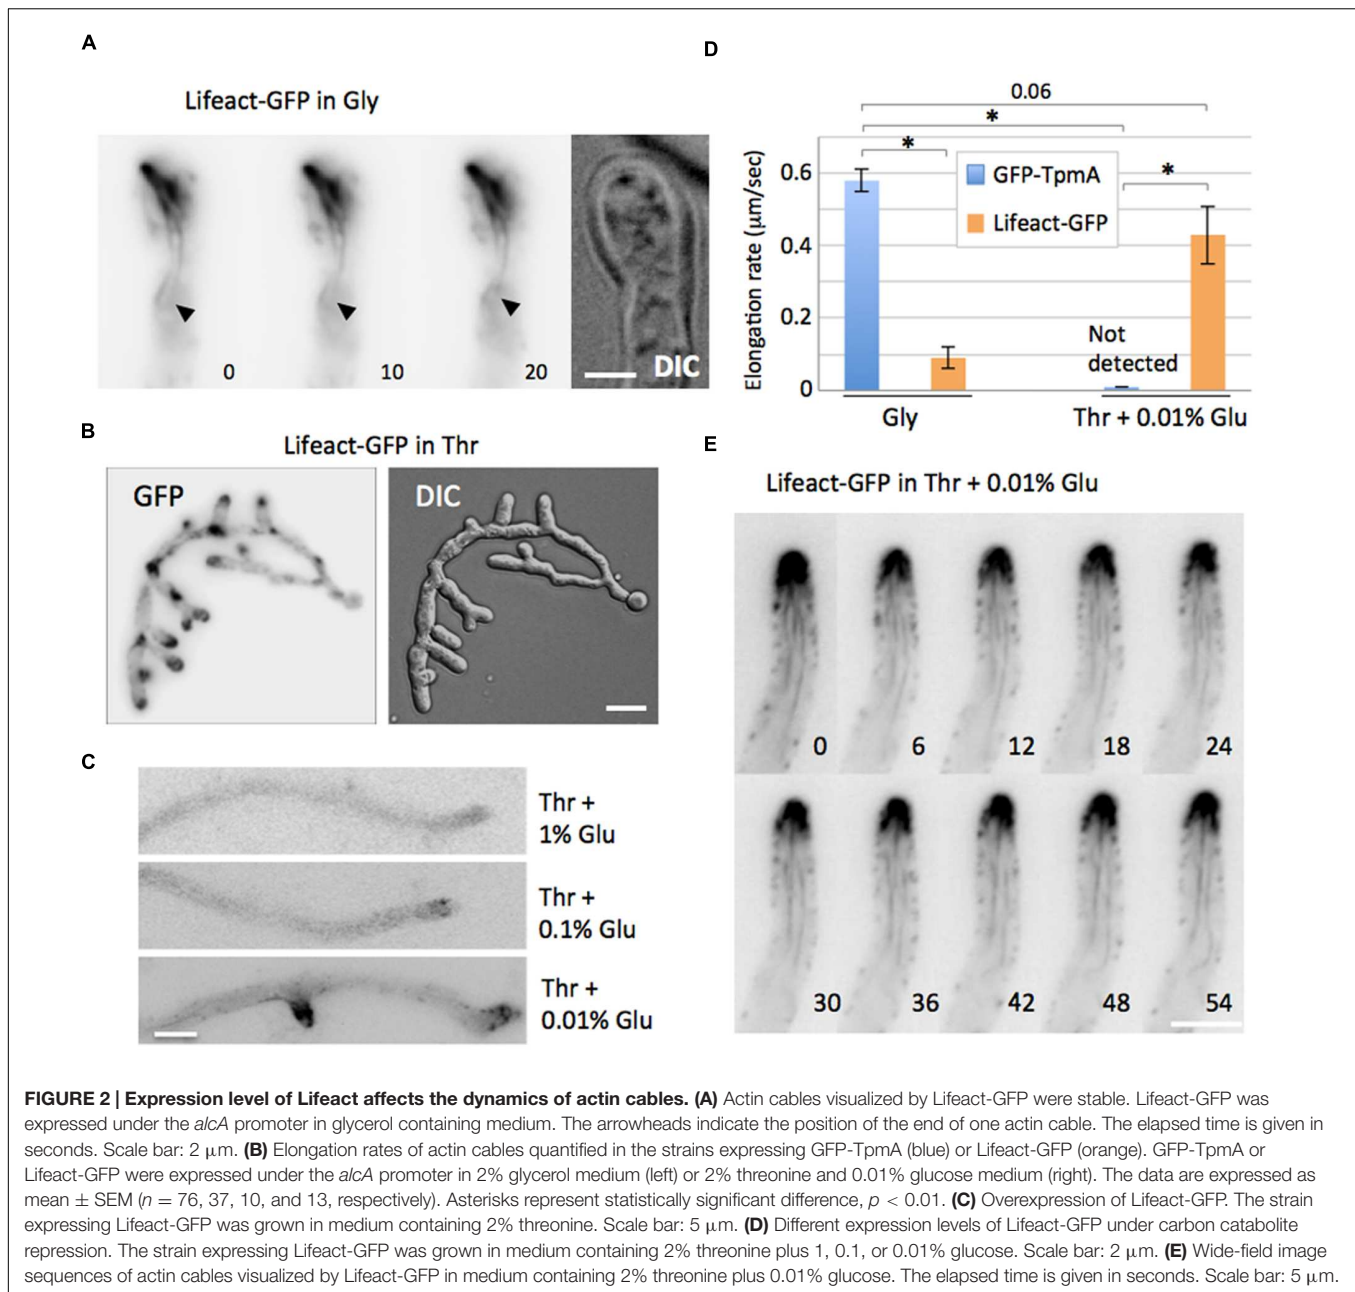 A
Lifeact-GFP in Gly
0
10
20
DIC
B
Lifeact-GFP in Thr
GFP
DIC
C
Thr +
1% Glu
Thr +
0.1% Glu
Thr +
0.01% Glu
D
0.06
*
*
*
GFP-TpmA
Lifeact-GFP
Elongation rate (μm/sec)
0.6
0.4
0.2
0
Not
detected
Gly
Thr + 0.01% Glu
E
Lifeact-GFP in Thr + 0.01% Glu
0
6
12
18
24
30
36
42
48
54
FIGURE 2 | Expression level of Lifeact affects the dynamics of actin cables. (A) Actin cables visualized by Lifeact-GFP were stable. Lifeact-GFP was
expressed under the alcA promoter in glycerol containing medium. The arrowheads indicate the position of the end of one actin cable. The elapsed time is given in
seconds. Scale bar: 2 μm. (B) Elongation rates of actin cables quantified in the strains expressing GFP-TpmA (blue) or Lifeact-GFP (orange). GFP-TpmA or
Lifeact-GFP were expressed under the alcA promoter in 2% glycerol medium (left) or 2% threonine and 0.01% glucose medium (right). The data are expressed as
mean ± SEM (n = 76, 37, 10, and 13, respectively). Asterisks represent statistically significant difference, p < 0.01. (C) Overexpression of Lifeact-GFP. The strain
expressing Lifeact-GFP was grown in medium containing 2% threonine. Scale bar: 5 μm. (D) Different expression levels of Lifeact-GFP under carbon catabolite
repression. The strain expressing Lifeact-GFP was grown in medium containing 2% threonine plus 1, 0.1, or 0.01% glucose. Scale bar: 2 μm. (E) Wide-field image
sequences of actin cables visualized by Lifeact-GFP in medium containing 2% threonine plus 0.01% glucose. The elapsed time is given in seconds. Scale bar: 5 μm.